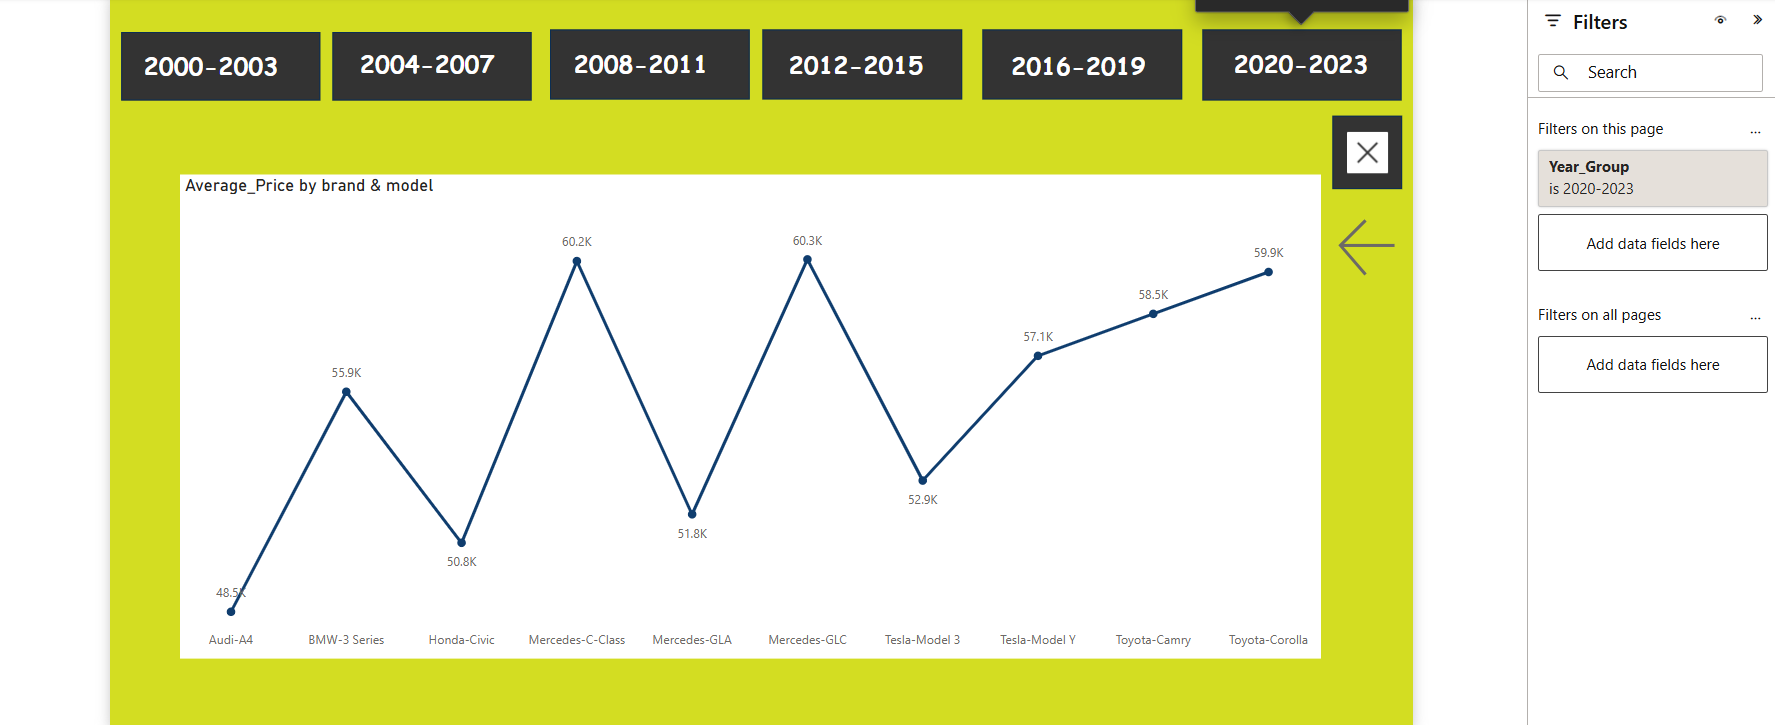 2000-2003
2004-2007
2008-2011
2012-2015
2016-2019
2020-2023
Average_Price by brand & model
48.5K
55.9K
50.8K
60.2K
51.8K
60.3K
52.9K
57.1K
58.5K
59.9K
Audi-A4
BMW-3 Series
Honda-Civic
Mercedes-C-Class
Mercedes-GLA
Mercedes-GLC
Tesla-Model 3
Tesla-Model Y
Toyota-Camry
Toyota-Corolla
Filters
Search
Filters on this page
...
Year_Group
is 2020-2023
Add data fields here
Filters on all pages
...
Add data fields here